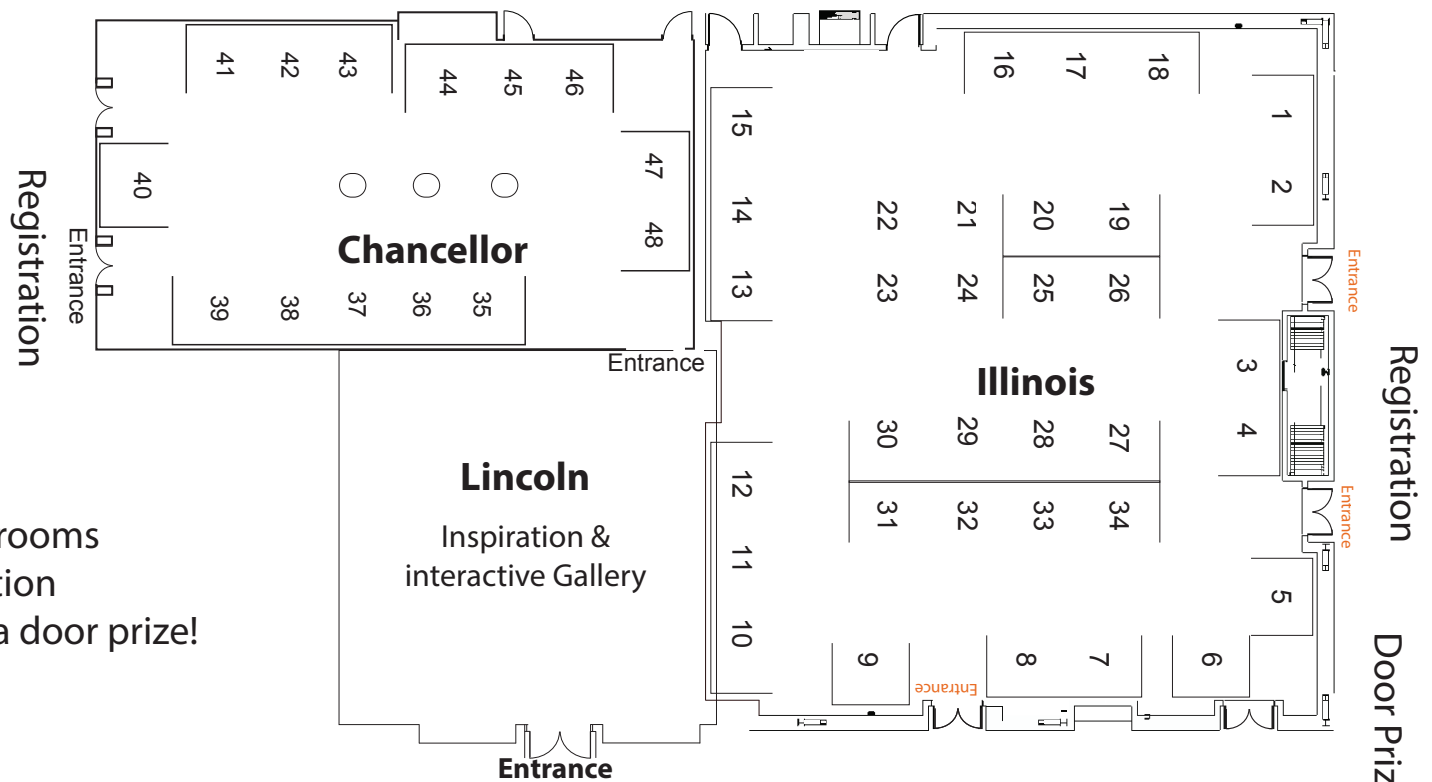 41 42 43
44 45 46
47
48
40
Registration
Entrance
Chancellor
39 38 37 36 35
Entrance
16 17 18
15
14
13
1
2
22 21 20 19
23 24 25 26
Entrance
Illinois
3
4
Registration
30 29 28 27
31 32 33 34
Entrance
12
11
10
5
9
8 7
6
Entrance
Door Priz
Lincoln
Inspiration &
interactive Gallery
Entrance
rooms
tion
a door prize!